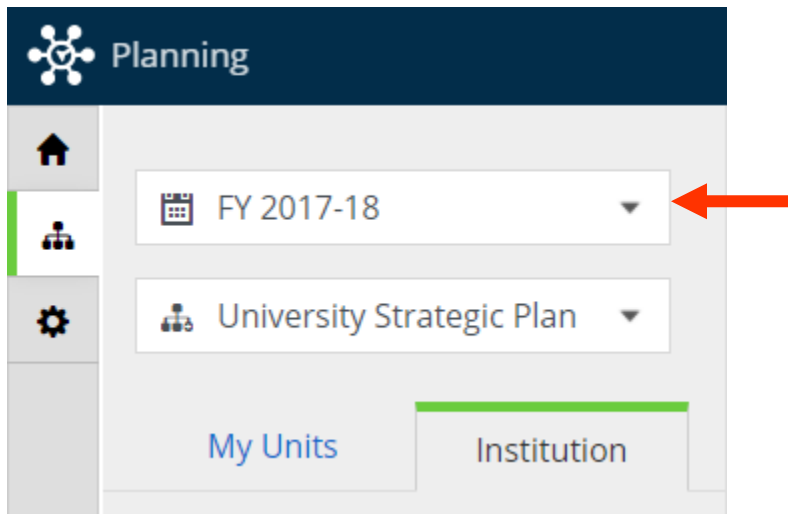 Planning
FY 2017-18
University Strategic Plan
My Units
Institution